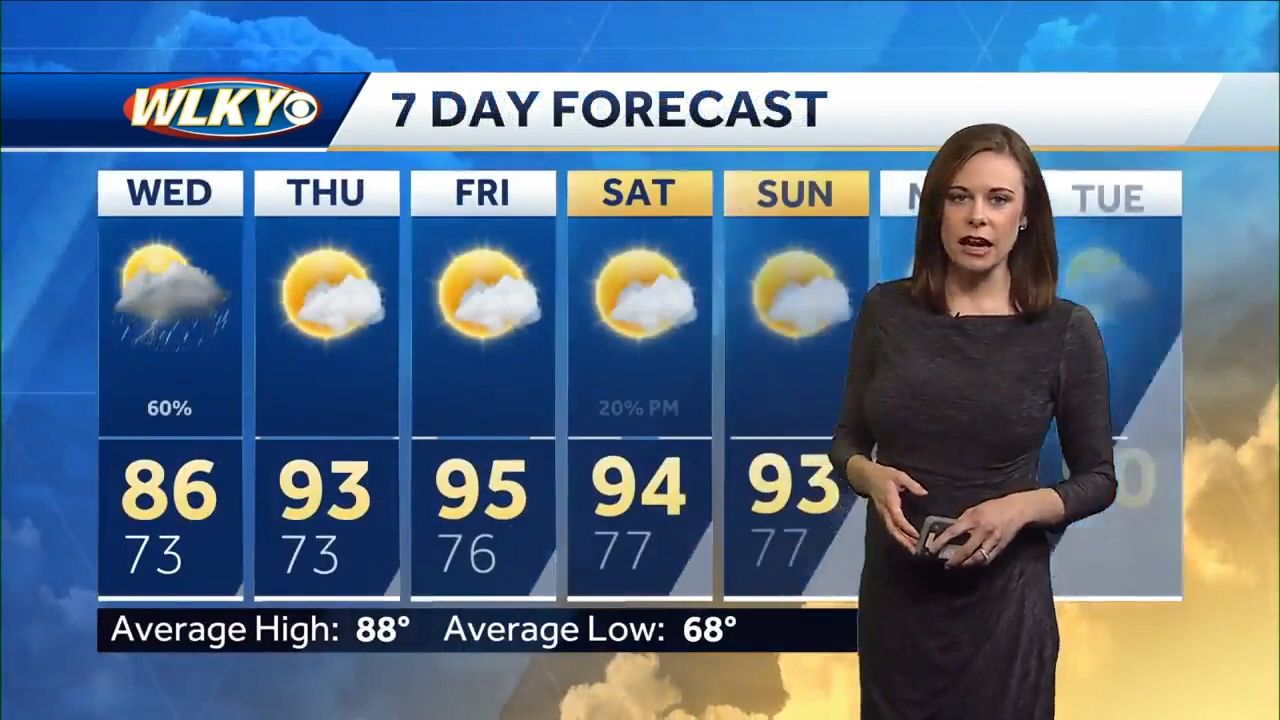 WLKY
7 DAY FORECAST
WED THU FRI SAT SUN TUE
60% 20% PM
86 93 95 94 93
73 73 76 77 77
Average High: 88° Average Low: 68°